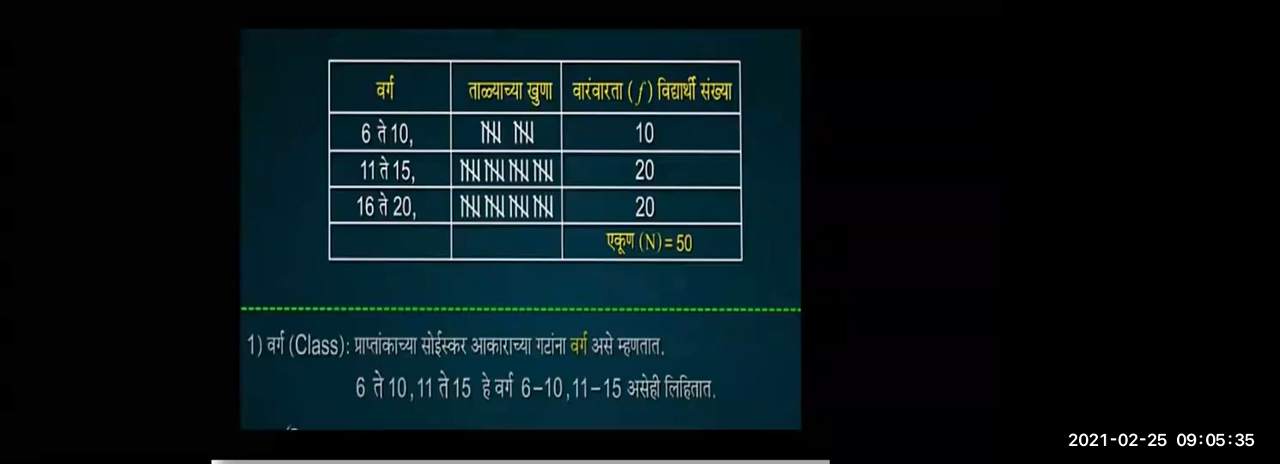 वर्ग ताळ्याच्या खुणा वारंवारता (f) विद्यार्थी संख्या
6 ते 10, 10
11 ते 15, 20
16 ते 20, 20
एकूण (N) = 50
1) वर्ग (Class): प्राप्तांकाच्या सोईस्कर आकाराच्या गटांना वर्ग असे म्हणतात.
6 ते 10, 11 ते 15 हे वर्ग 6-10, 11-15 असेही लिहितात.
2021-02-25 09:05:35